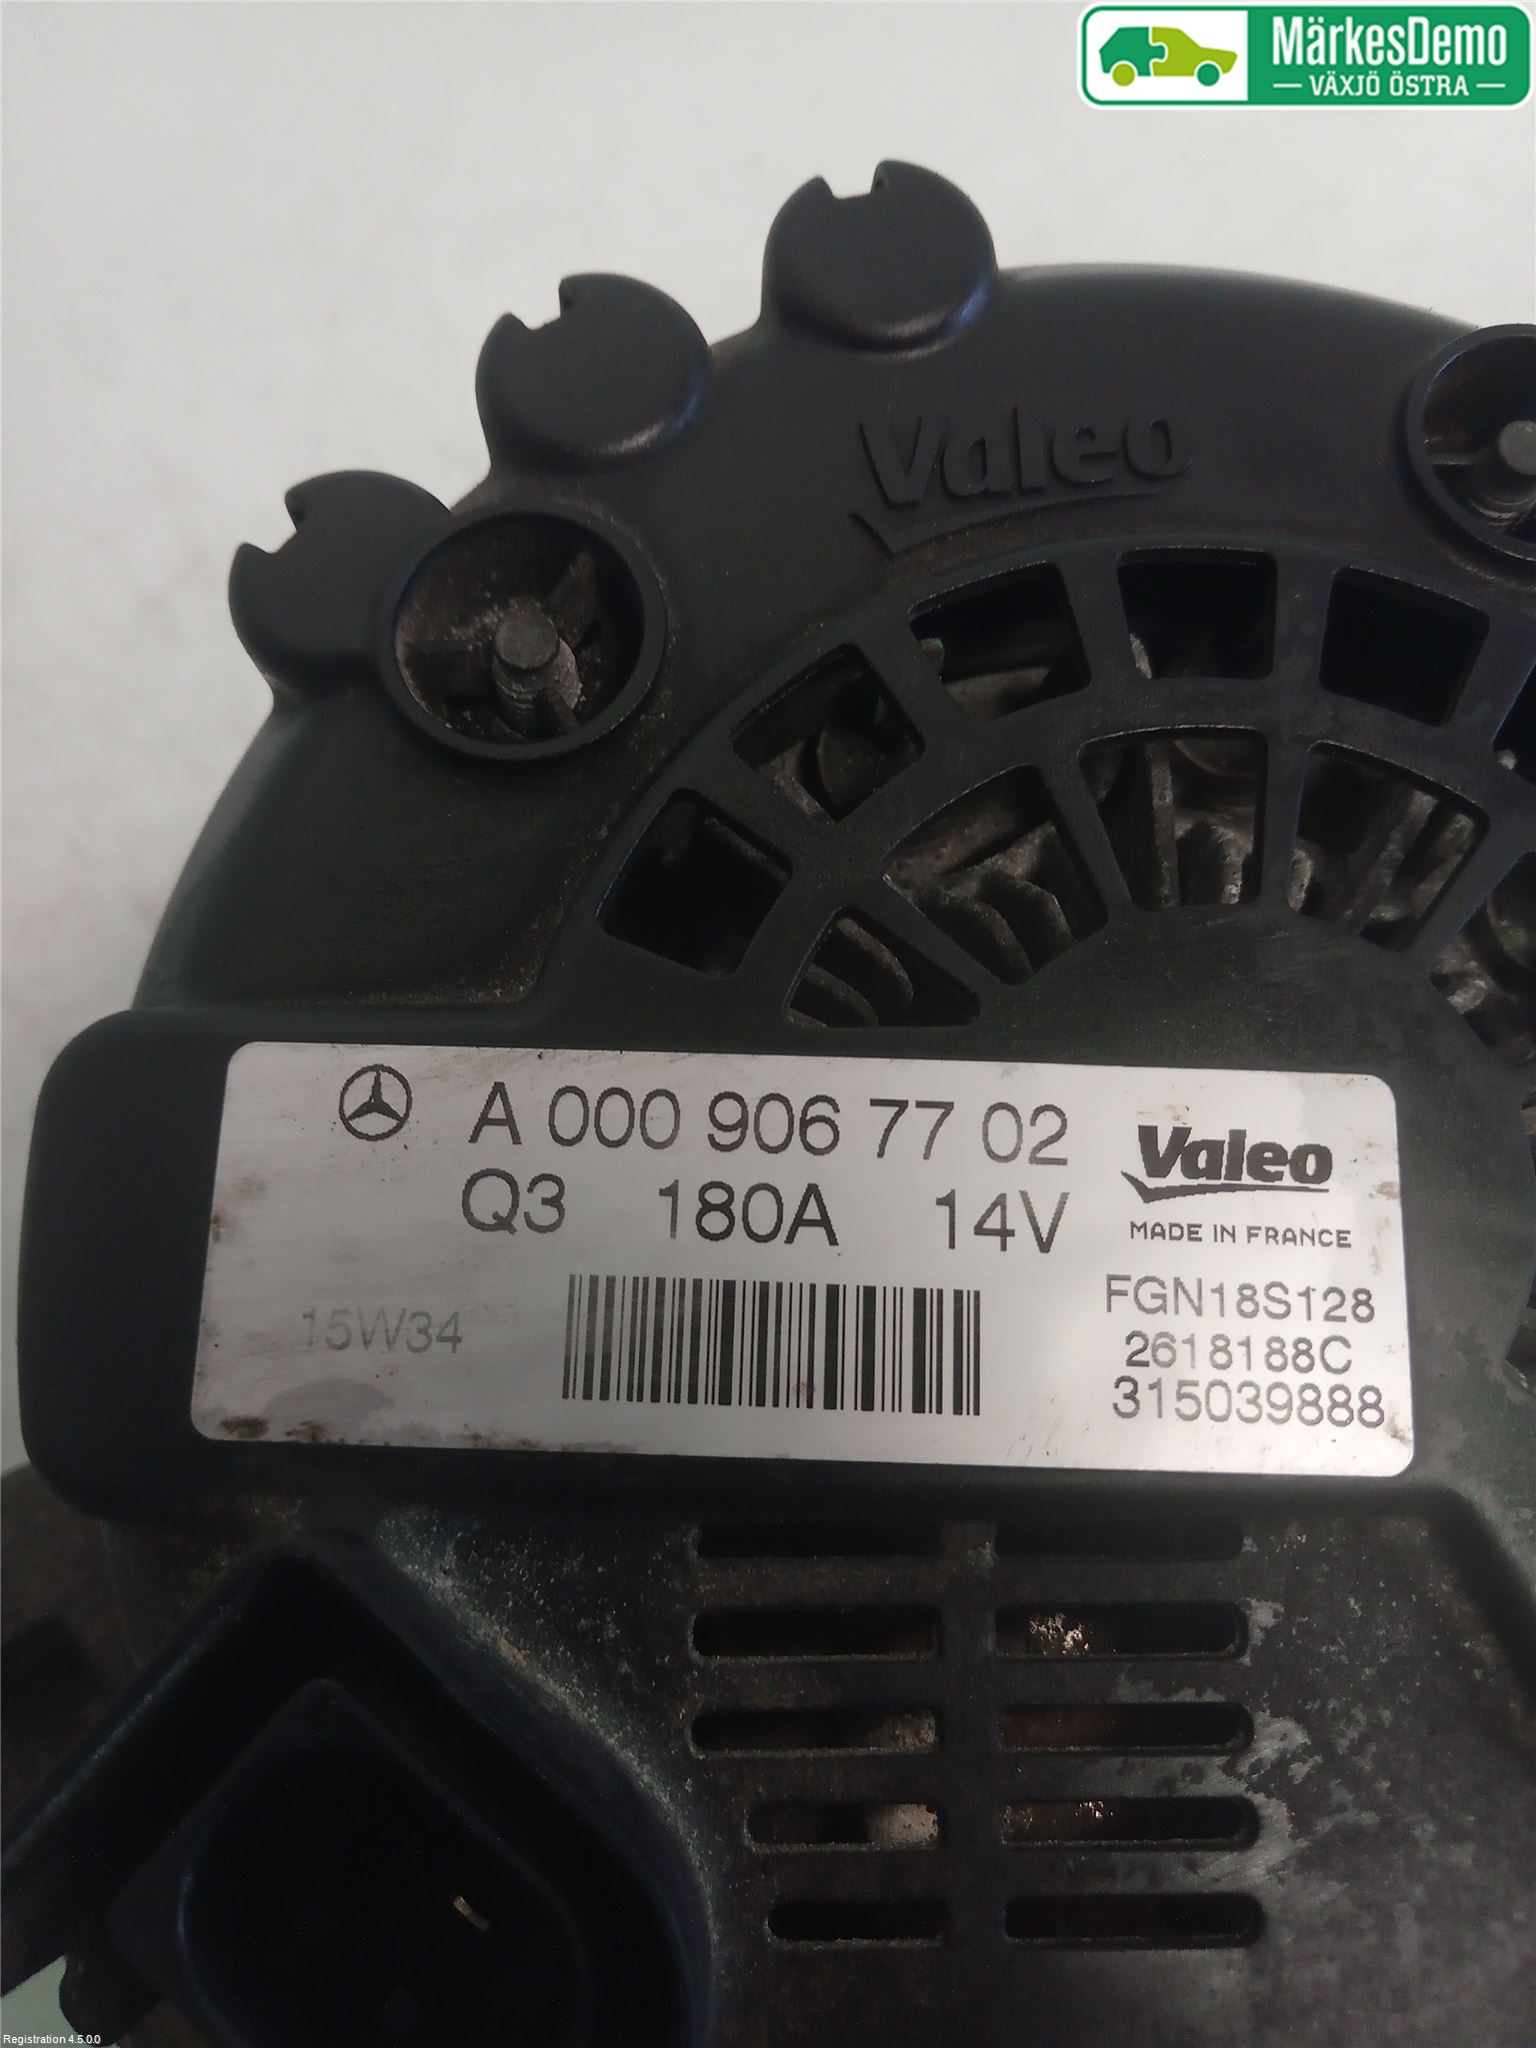 MärkesDemo
VÄXJÖ ÖSTRA
Valeo
A 000 906 77 02
Q3 180A 14V
Valeo
MADE IN FRANCE
15W34
FGN18S128
2618188C
315039888
Registration 4.5.0.0